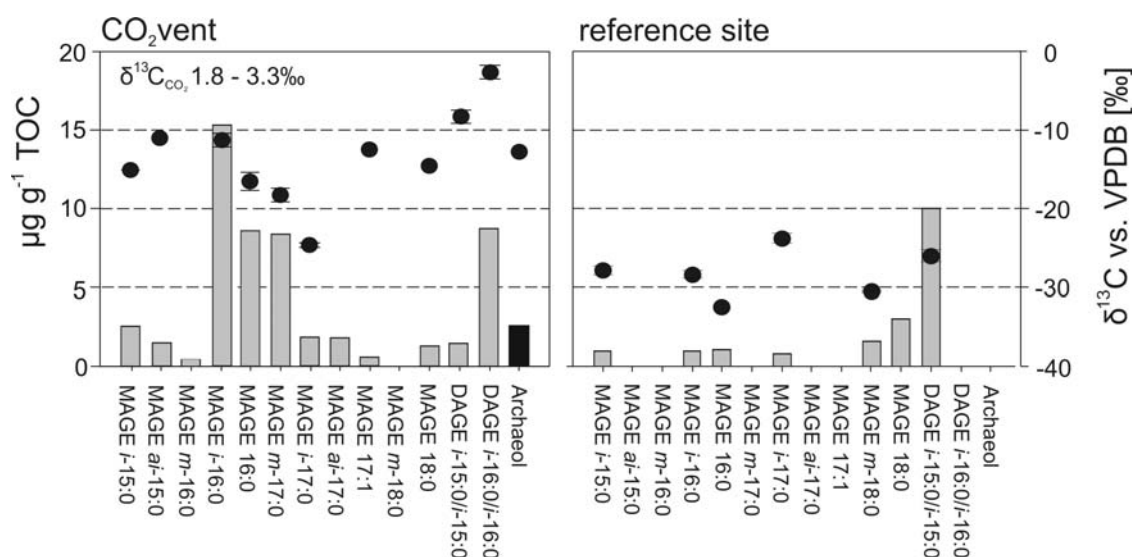 CO₂vent
reference site
δ¹³C CO₂ 1.8 - 3.3‰
µg g⁻¹ TOC
20
15
10
5
0
0
-10
-20
-30
-40
δ¹³C vs. VPDB [‰]
MAGE i-15:0
MAGE ai-15:0
MAGE m-16:0
MAGE i-16:0
MAGE 16:0
MAGE m-17:0
MAGE i-17:0
MAGE ai-17:0
MAGE 17:1
MAGE m-18:0
MAGE 18:0
DAGE i-15:0/i-15:0
DAGE i-16:0/i-16:0
Archaeol
MAGE i-15:0
MAGE ai-15:0
MAGE m-16:0
MAGE i-16:0
MAGE 16:0
MAGE m-17:0
MAGE i-17:0
MAGE ai-17:0
MAGE 17:1
MAGE m-18:0
MAGE 18:0
DAGE i-15:0/i-15:0
DAGE i-16:0/i-16:0
Archaeol